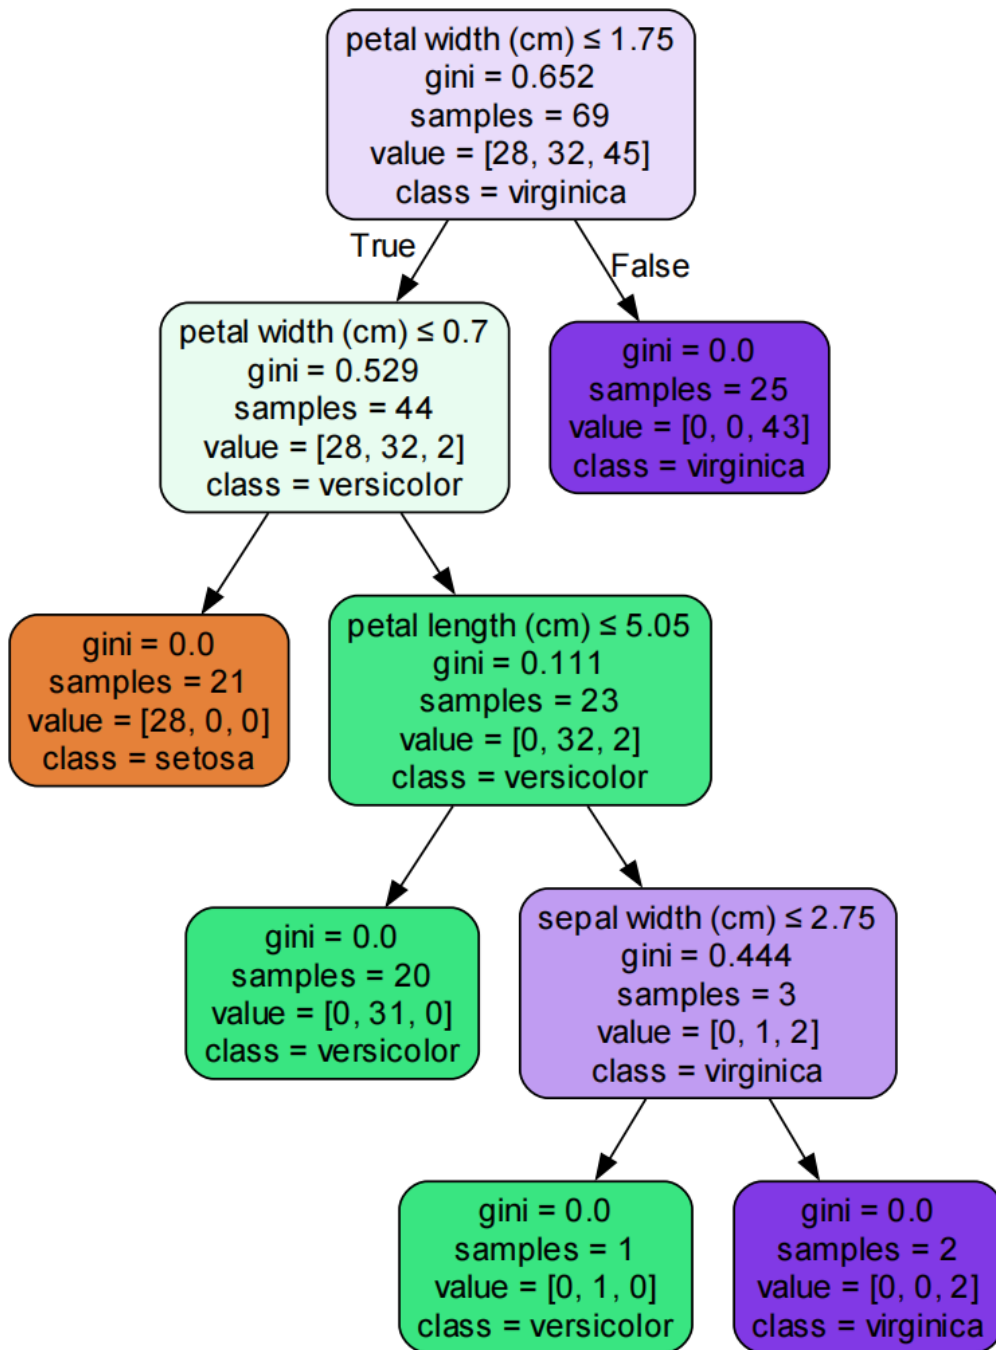 petal width (cm) ≤ 1.75
gini = 0.652
samples = 69
value = [28, 32, 45]
class = virginica
True
False
petal width (cm) ≤ 0.7
gini = 0.529
samples = 44
value = [28, 32, 2]
class = versicolor
gini = 0.0
samples = 25
value = [0, 0, 43]
class = virginica
gini = 0.0
samples = 21
value = [28, 0, 0]
class = setosa
petal length (cm) ≤ 5.05
gini = 0.111
samples = 23
value = [0, 32, 2]
class = versicolor
gini = 0.0
samples = 20
value = [0, 31, 0]
class = versicolor
sepal width (cm) ≤ 2.75
gini = 0.444
samples = 3
value = [0, 1, 2]
class = virginica
gini = 0.0
samples = 1
value = [0, 1, 0]
class = versicolor
gini = 0.0
samples = 2
value = [0, 0, 2]
class = virginica